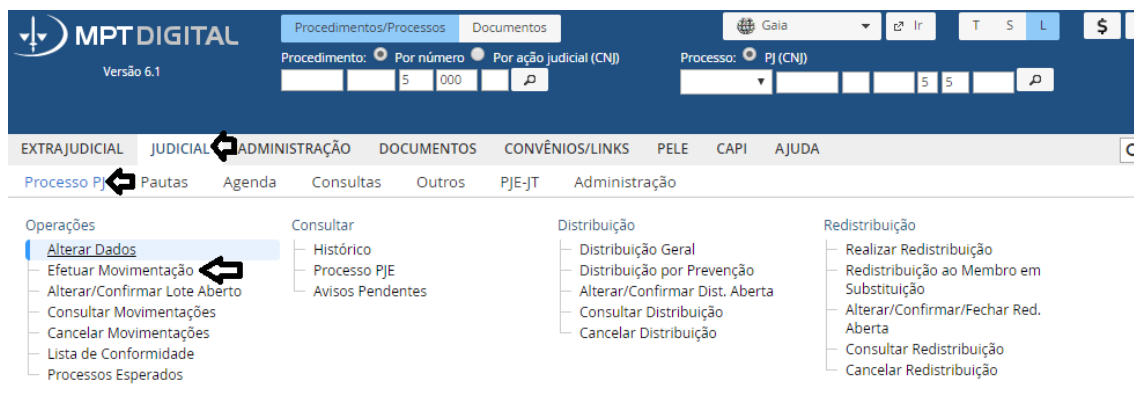 MPTDIGITAL
Versão 6.1
Procedimentos/Processos Documentos
Gaia Ir T S L $
Procedimento: Por número Por ação judicial (CNJ) Processo: PJ (CNJ)
5 000 5 5
EXTRAJUDICIAL JUDICIAL ADMINISTRAÇÃO DOCUMENTOS CONVÊNIOS/LINKS PELE CAPI AJUDA
Processo PJ Pautas Agenda Consultas Outros PJE-JT Administração
Operações
Alterar Dados
Efetuar Movimentação
Alterar/Confirmar Lote Aberto
Consultar Movimentações
Cancelar Movimentações
Lista de Conformidade
Processos Esperados
Consultar
Histórico
Processo PJE
Avisos Pendentes
Distribuição
Distribuição Geral
Distribuição por Prevenção
Alterar/Confirmar Dist. Aberta
Consultar Distribuição
Cancelar Distribuição
Redistribuição
Realizar Redistribuição
Redistribuição ao Membro em
Substituição
Alterar/Confirmar/Fechar Red.
Aberta
Consultar Redistribuição
Cancelar Redistribuição